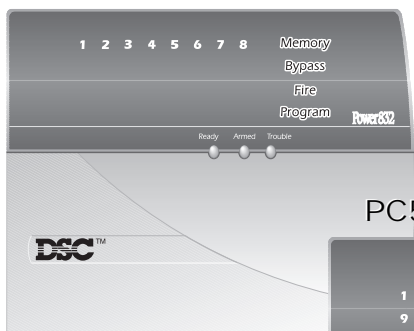 1 2 3 4 5 6 7 8 Memory
Bypass
Fire
Program Power832
Ready Armed Trouble
PC5
DSC™
1
9